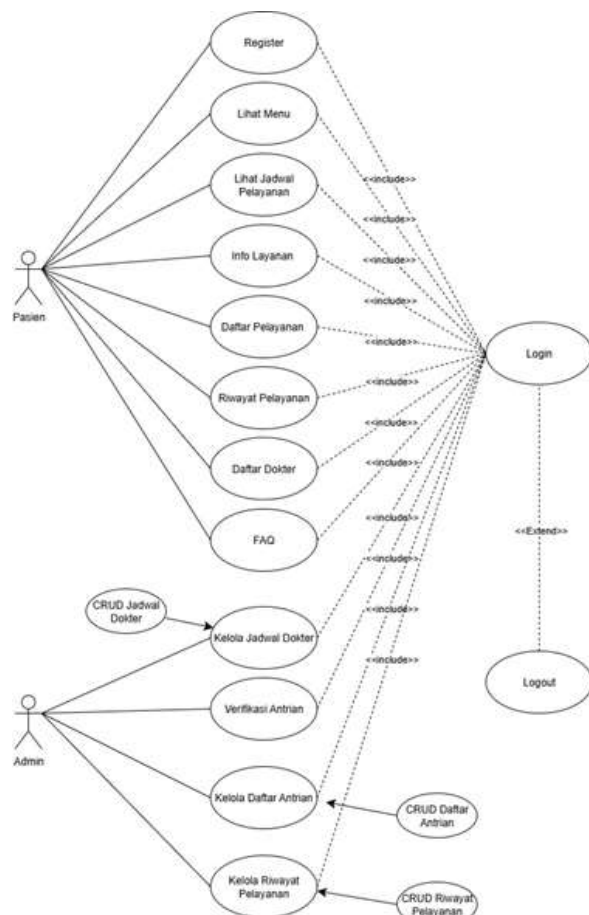 Register
Lihat Menu
<<include>>
Lihat Jadwal
Pelayanan
<<include>>
<<include>>
Info Layanan
<<include>>
Pasien
Daftar Pelayanan
<<include>>
Login
Riwayat Pelayanan
<<include>>
Daftar Dokter
<<include>>
<<include>>
FAQ
<<include>>
<<Extend>>
<<include>>
CRUD Jadwal
Dokter
<<include>>
Kelola Jadwal Dokter
<<include>>
Logout
Verifikasi Antrian
Admin
Kelola Daftar Antrian
CRUD Daftar
Antrian
Kelola Riwayat
Pelayanan
CRUD Riwayat
Pelayanan